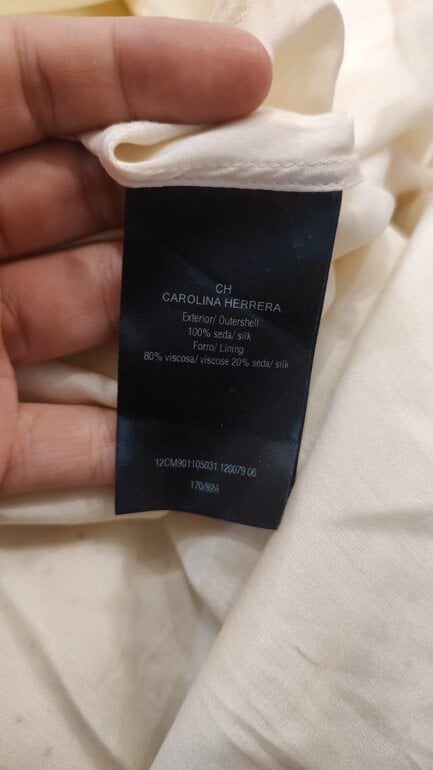 CH
CAROLINA HERRERA
Exterior/ Outershell
100% seda/ silk
Forro/ Lining
80% viscosa/ viscose 20% seda/ silk
12CM901105031.120079 06
170/92A